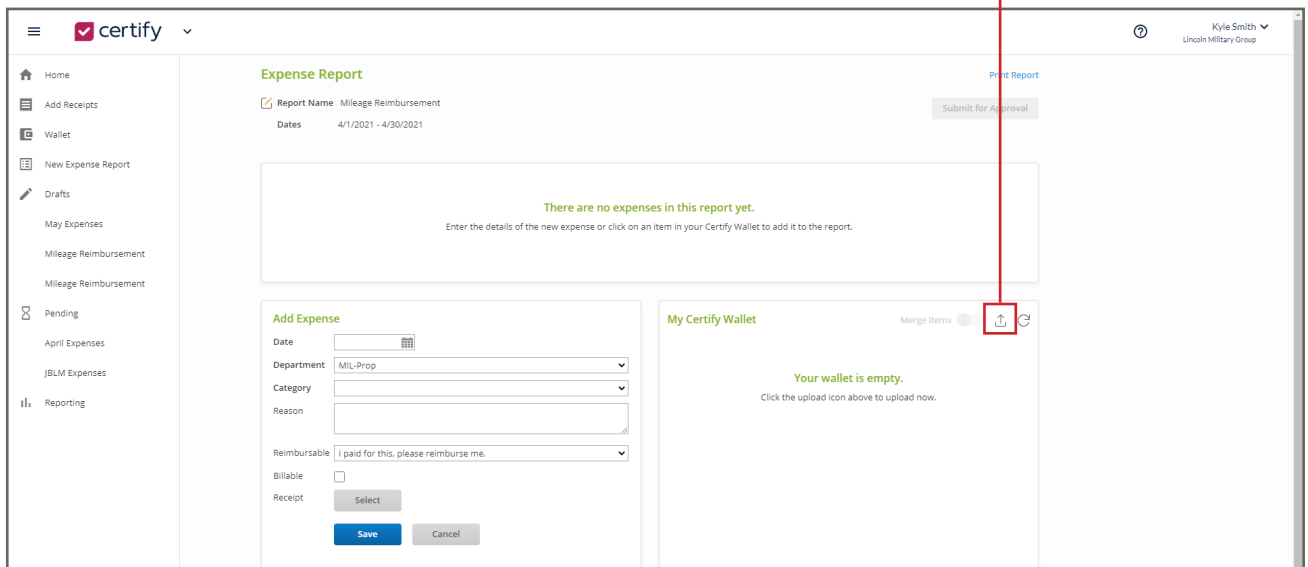 certify
Kyle Smith
Lincoln Military Group
Home
Add Receipts
Wallet
New Expense Report
Drafts
May Expenses
Mileage Reimbursement
Mileage Reimbursement
Pending
April Expenses
JBLM Expenses
Reporting
Expense Report
Print Report
Report Name Mileage Reimbursement
Submit for Approval
Dates 4/1/2021 - 4/30/2021
There are no expenses in this report yet.
Enter the details of the new expense or click on an item in your Certify Wallet to add it to the report.
Add Expense
Date
Department MIL-Prop
Category
Reason
Reimbursable I paid for this, please reimburse me.
Billable
Receipt Select
Save Cancel
My Certify Wallet Merge Items
Your wallet is empty.
Click the upload icon above to upload now.